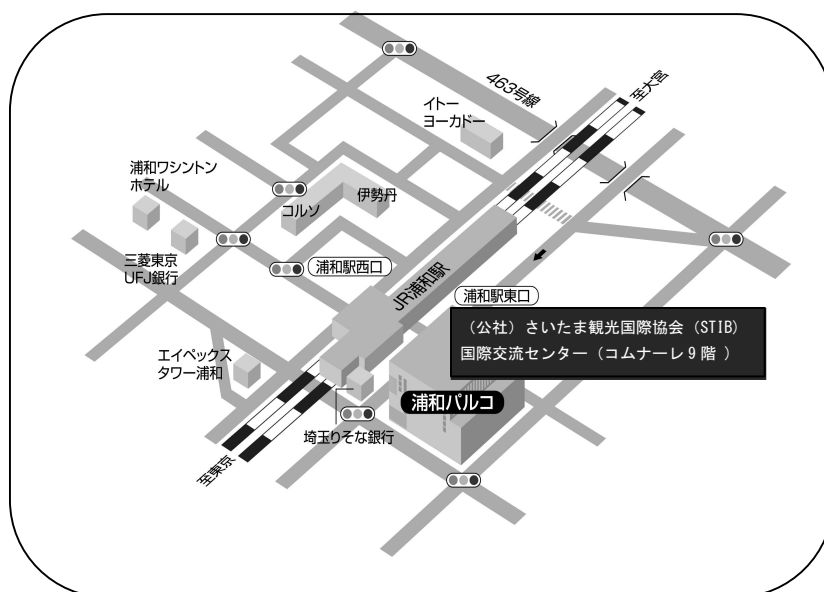 463号線
至大宮
イトー
ヨーカドー
浦和ワシントン
ホテル
伊勢丹
コルソ
三菱東京
UFJ銀行
浦和駅西口
JR浦和駅
浦和駅東口
（公社）さいたま観光国際協会（STIB）
国際交流センター（コムナーレ９階 ）
エイペックス
タワー浦和
浦和パルコ
埼玉りそな銀行
至東京